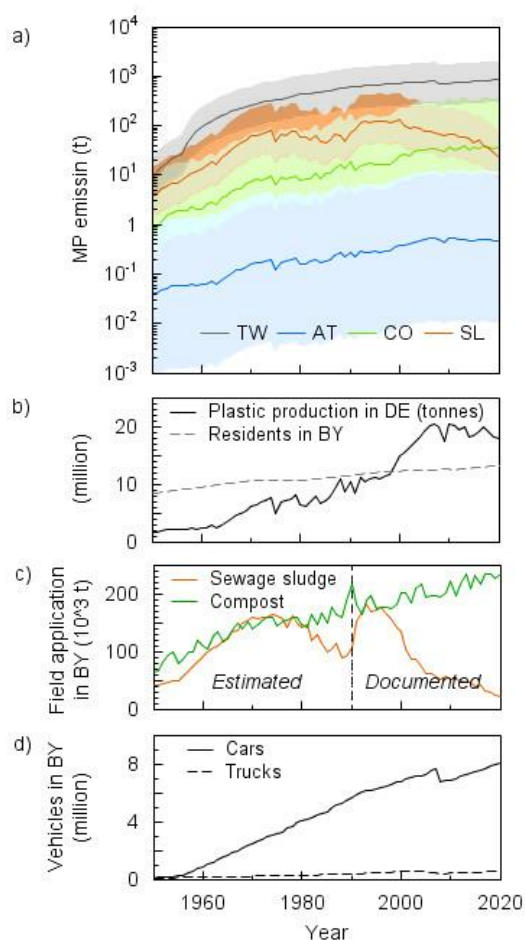 a)
MP emissin (t)
10^4
10^3
10^2
10^1
1
10^-1
10^-2
10^-3
TW AT CO SL
b)
(million)
20
10
0
Plastic production in DE (tonnes)
Residents in BY
c)
Field application
in BY (10^3 t)
200
100
0
Sewage sludge
Compost
Estimated Documented
d)
Vehicles in BY
(million)
8
4
0
Cars
Trucks
1960 1980 2000 2020
Year